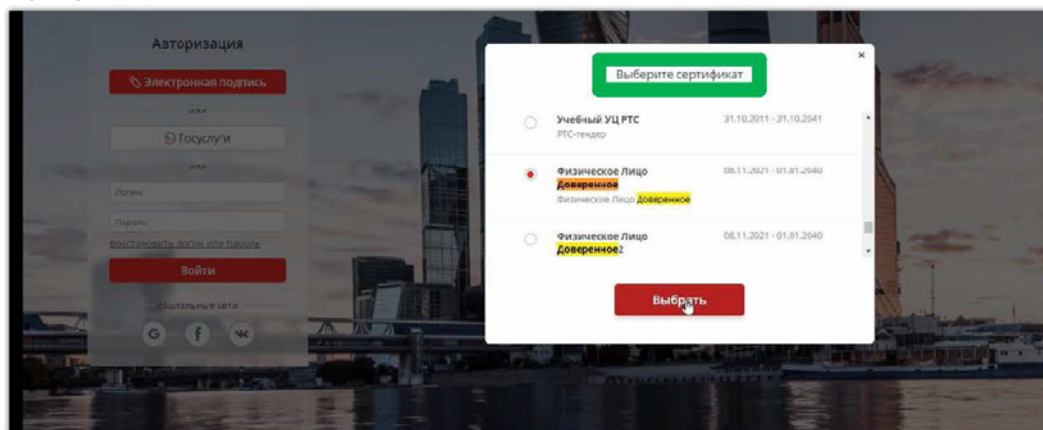 Авторизация
Электронная подпись
или
Госуслуги
или
Логин
Пароль
восстановить логин или пароль
Войти
социальные сети
G f
Выберите сертификат
×
Учебный УЦ РТС
31.10.2011 - 31.10.2041
РТС-тендер
Физическое Лицо
08.11.2021 - 01.01.2040
Доверенное
Физическое Лицо Доверенное
Физическое Лицо
08.11.2021 - 01.01.2040
Доверенное2
Выбрать